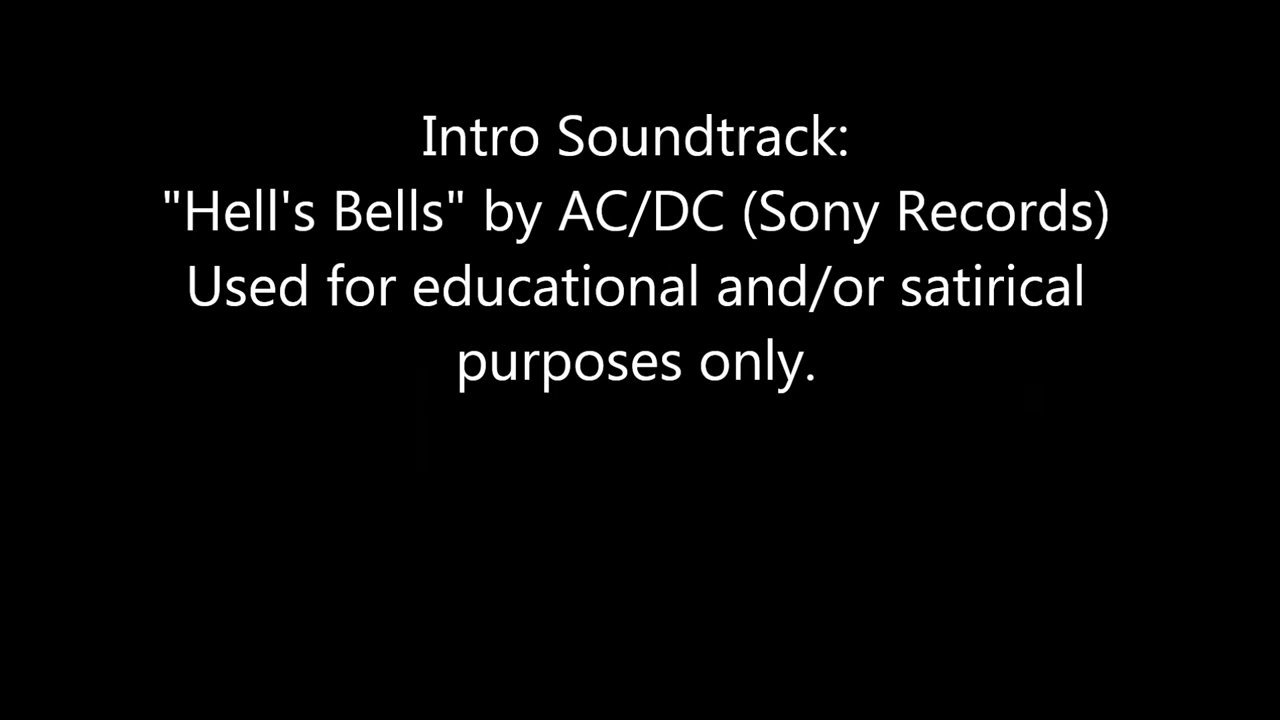 Intro Soundtrack:
"Hell's Bells" by AC/DC (Sony Records)
Used for educational and/or satirical
purposes only.